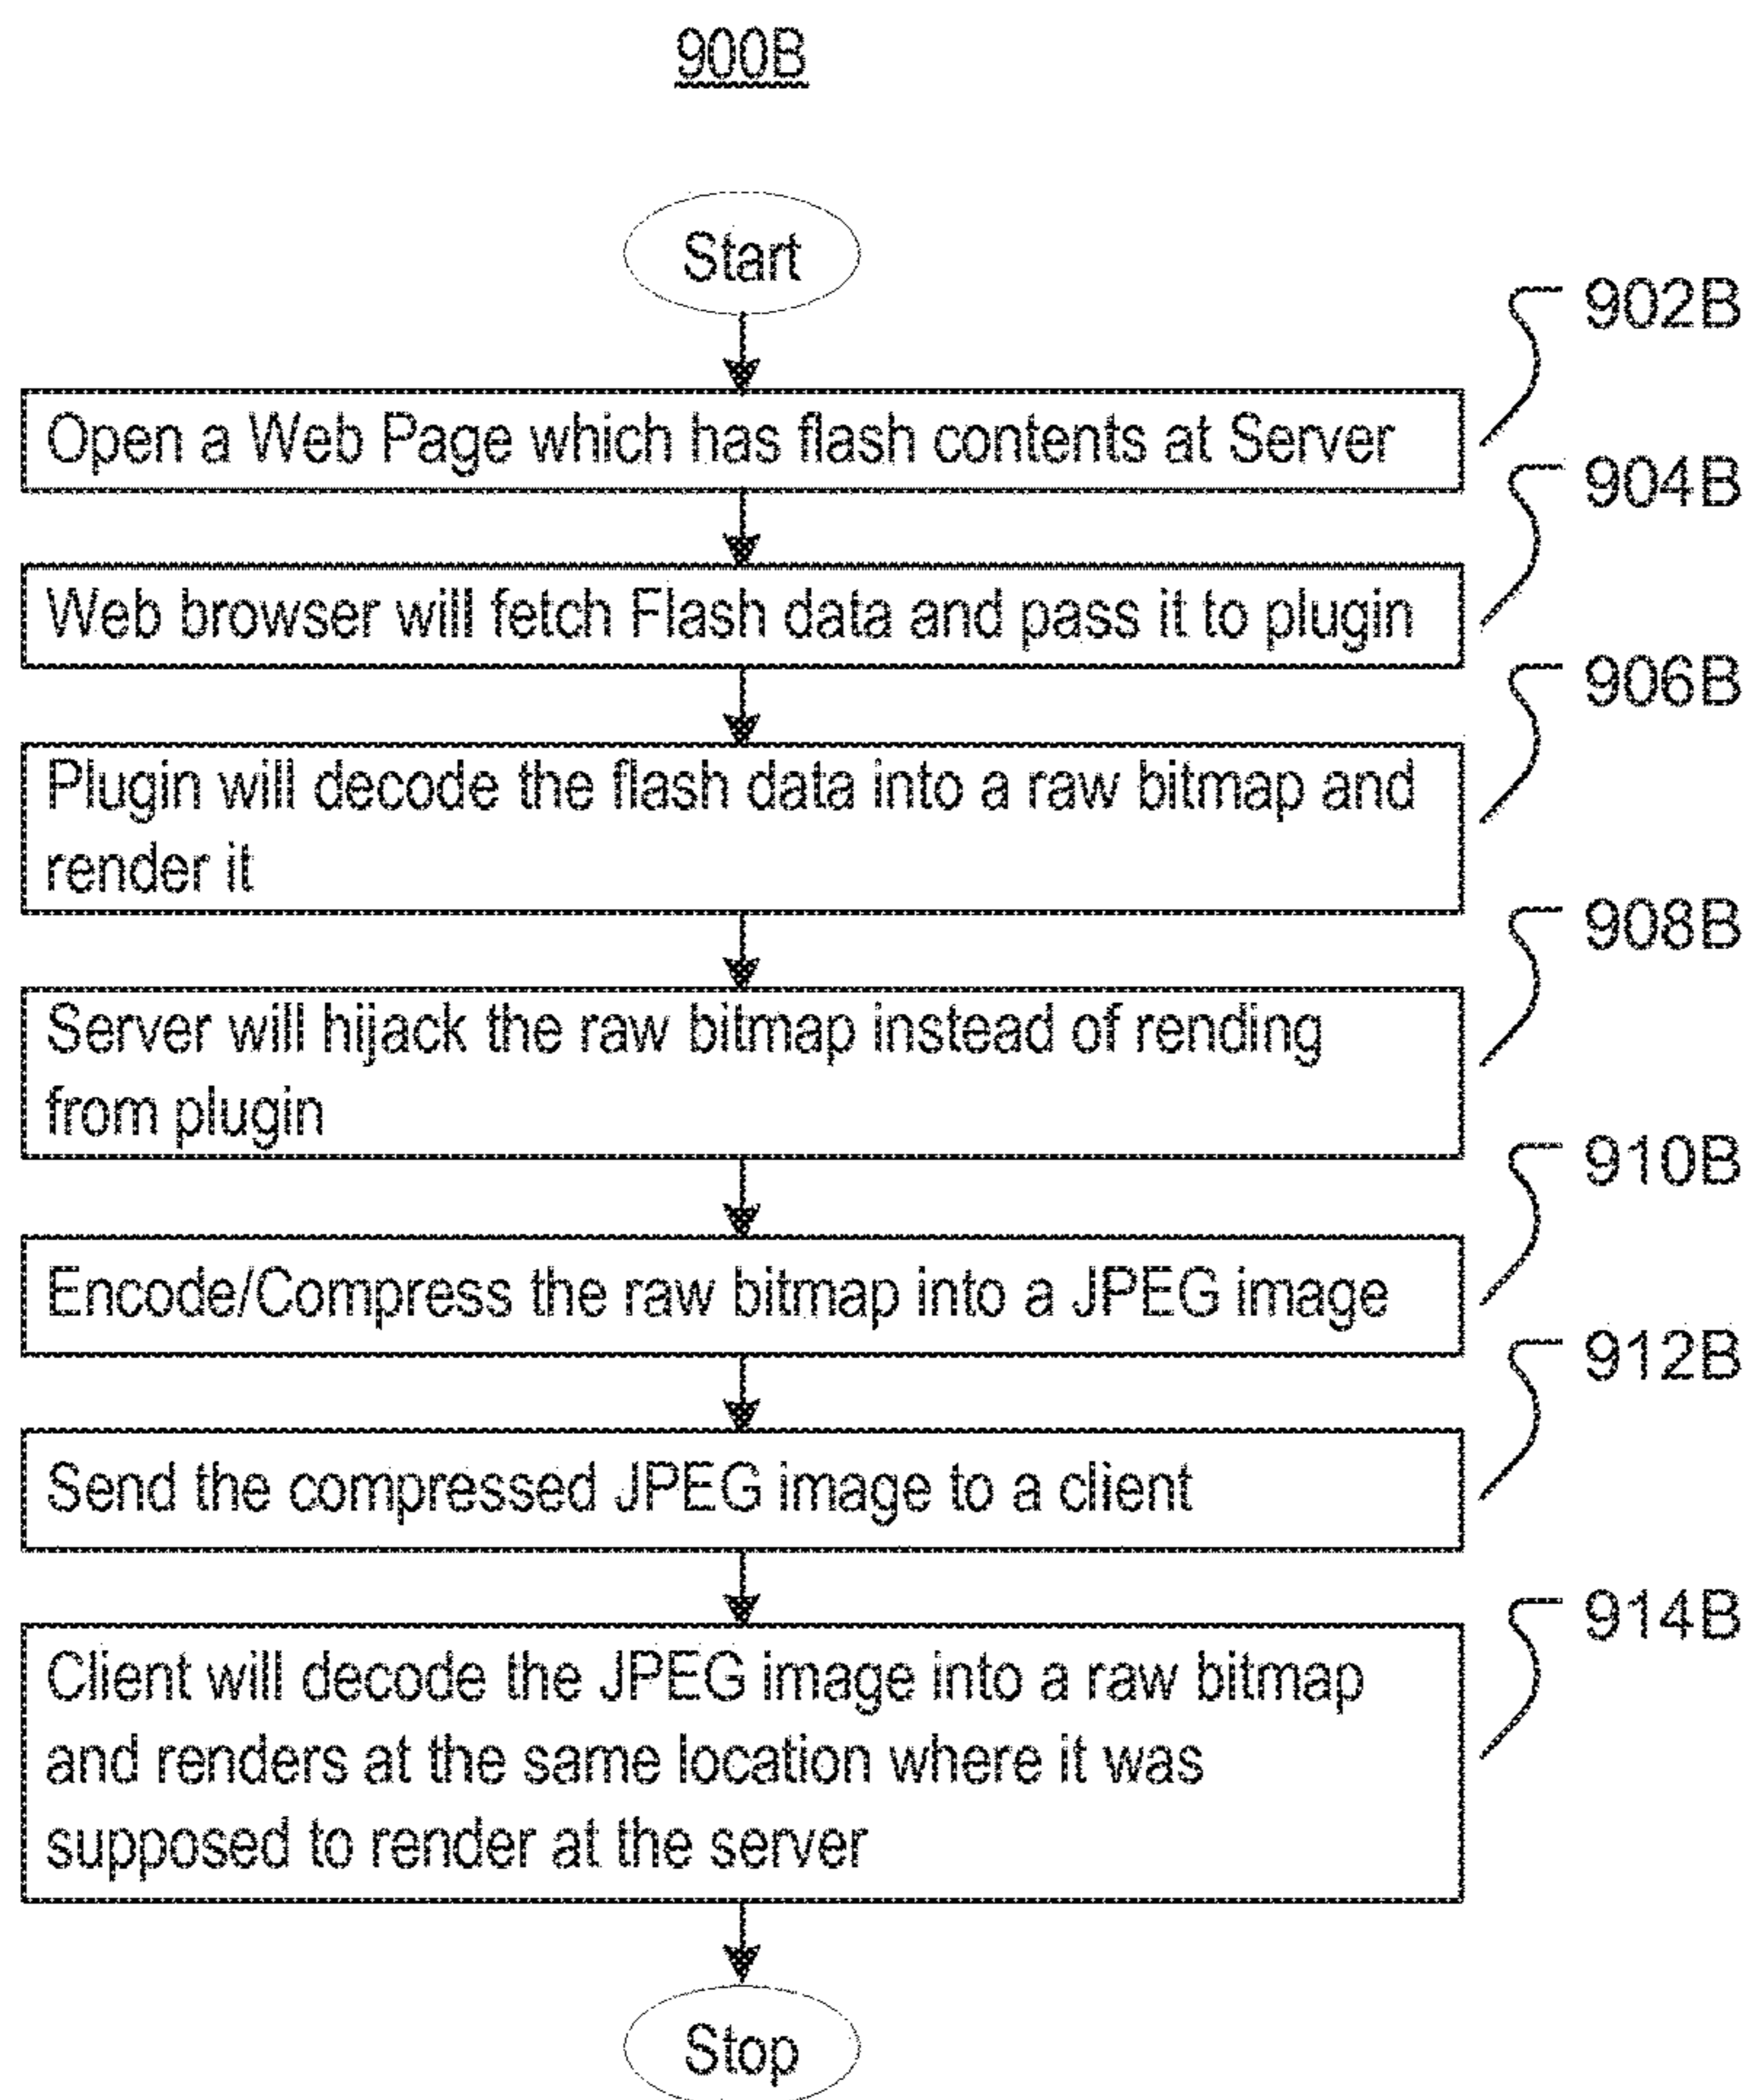 900B
Start
902B
Open a Web Page which has flash contents at Server
904B
Web browser will fetch Flash data and pass it to plugin
906B
Plugin will decode the flash data into a raw bitmap and
render it
908B
Server will hijack the raw bitmap instead of rending
from plugin
910B
Encode/Compress the raw bitmap into a JPEG image
912B
Send the compressed JPEG image to a client
914B
Client will decode the JPEG image into a raw bitmap
and renders at the same location where it was
supposed to render at the server
Stop